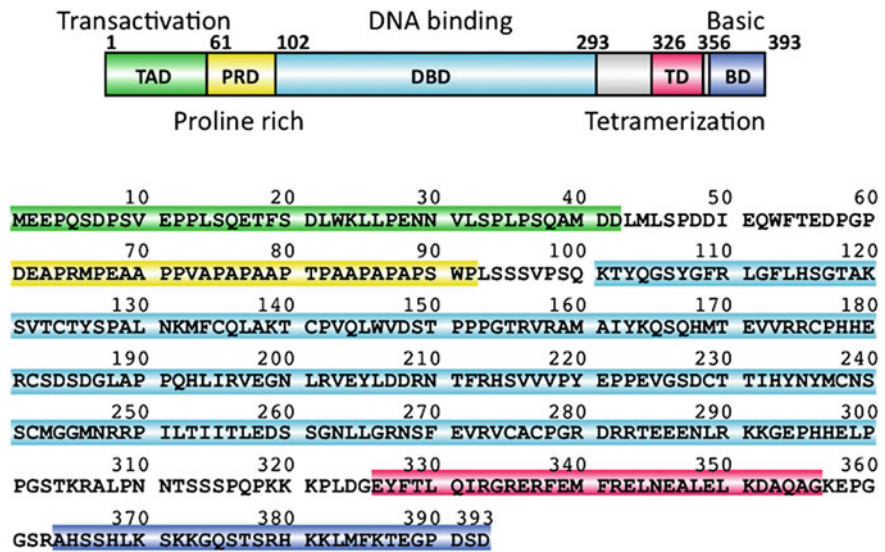 Transactivation DNA binding Basic
1 61 102 293 326 356 393
TAD PRD DBD TD BD
Proline rich Tetramerization
10 20 30 40 50 60
MEEPQSDPSV EPPLSQETFS DLWKLLPENN VLSPLPSQAM DDLMLSPDDI EQWFTEDPGP
70 80 90 100 110 120
DEAPRMPEAA PPVAPAPAAP TPAAPAPAPS WPLSSSVPSQ KTYQGSYGFR LGFLHSGTAK
130 140 150 160 170 180
SVTCTYSPAL NKMFCQLAKT CPVQLWVDST PPPGTRVRAM AIYKQSQHMT EVVRRCPHHE
190 200 210 220 230 240
RCSDSDGLAP PQHLIRVEGN LRVEYLDDRN TFRHSVVVPY EPPEVGSDCT TIHYNYMCNS
250 260 270 280 290 300
SCMGGMNRRP ILTIITLEDS SGNLLGRNSF EVRVCACPGR DRRTEEENLR KKGEPHHELP
310 320 330 340 350 360
PGSTKRALPN NTSSSPQPKK KPLDGEYFTL QIRGRERFEM FRELNEALEL KDAQAGKEPG
370 380 390 393
GSRAHSSHLK SKKGQSTSRH KKLMFKTEGP DSD